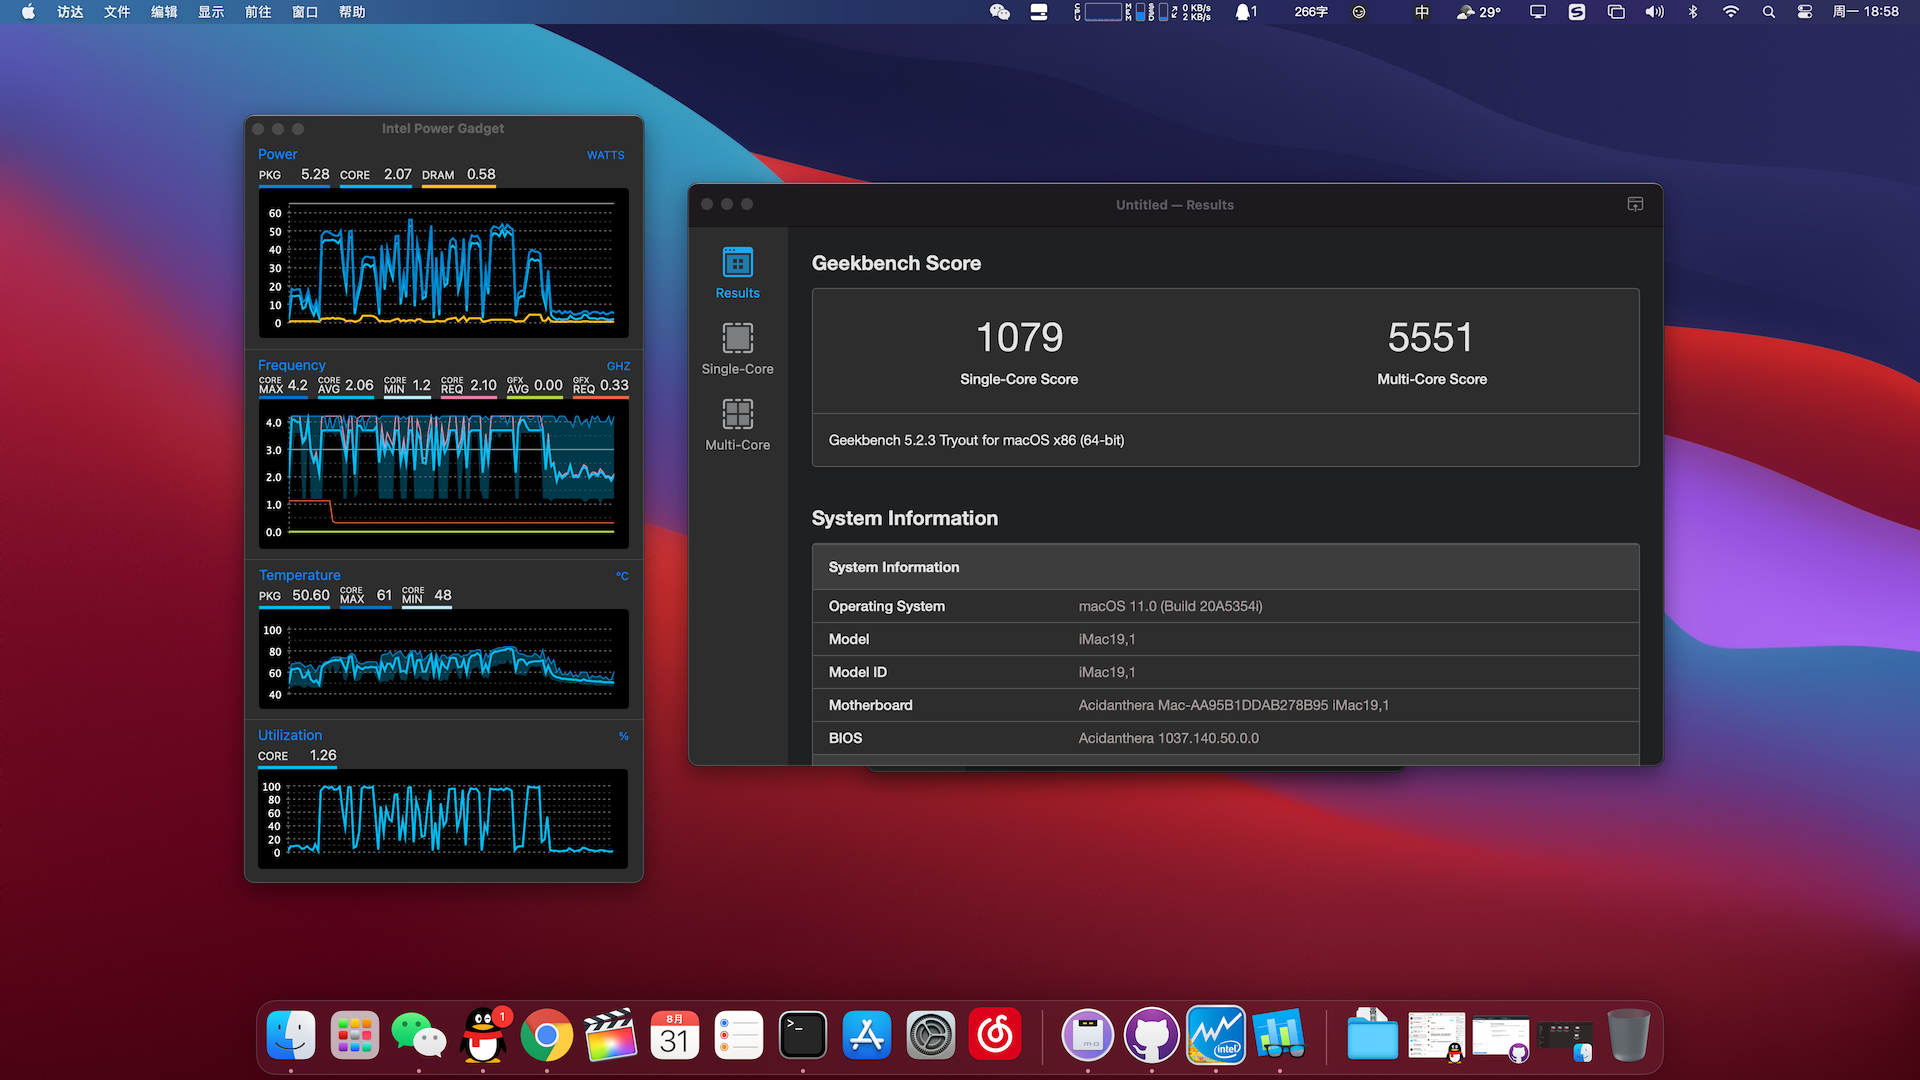 访达 文件 编辑 显示 前往 窗口 帮助
CPU MEM SSD 0 KB/s 2 KB/s 1 266字 中 29° 周一 18:58
Intel Power Gadget
Power WATTS
PKG 5.28 CORE 2.07 DRAM 0.58
60
50
40
30
20
10
0
Frequency GHZ
CORE MAX 4.2 CORE AVG 2.06 CORE MIN 1.2 CORE REQ 2.10 GFX AVG 0.00 GFX REQ 0.33
4.0
3.0
2.0
1.0
0.0
Temperature °C
PKG 50.60 CORE MAX 61 CORE MIN 48
100
80
60
40
Utilization %
CORE 1.26
100
80
60
40
20
0
Untitled — Results
Results
Single-Core
Multi-Core
Geekbench Score
1079 5551
Single-Core Score Multi-Core Score
Geekbench 5.2.3 Tryout for macOS x86 (64-bit)
System Information
System Information
Operating System macOS 11.0 (Build 20A5354i)
Model iMac19,1
Model ID iMac19,1
Motherboard Acidanthera Mac-AA95B1DDAB278B95 iMac19,1
BIOS Acidanthera 1037.140.50.0.0
1
8月
31
>_
intel